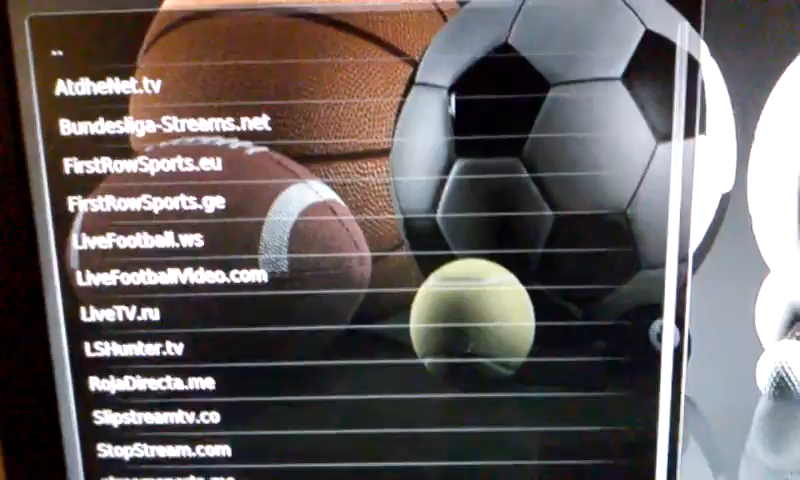 ..
AtdheNet.tv
Bundesliga-Streams.net
FirstRowSports.eu
FirstRowSports.ge
LiveFootball.ws
LiveFootballVideo.com
LiveTV.ru
LSHunter.tv
RojaDirecta.me
Slipstreamtv.co
StopStream.com